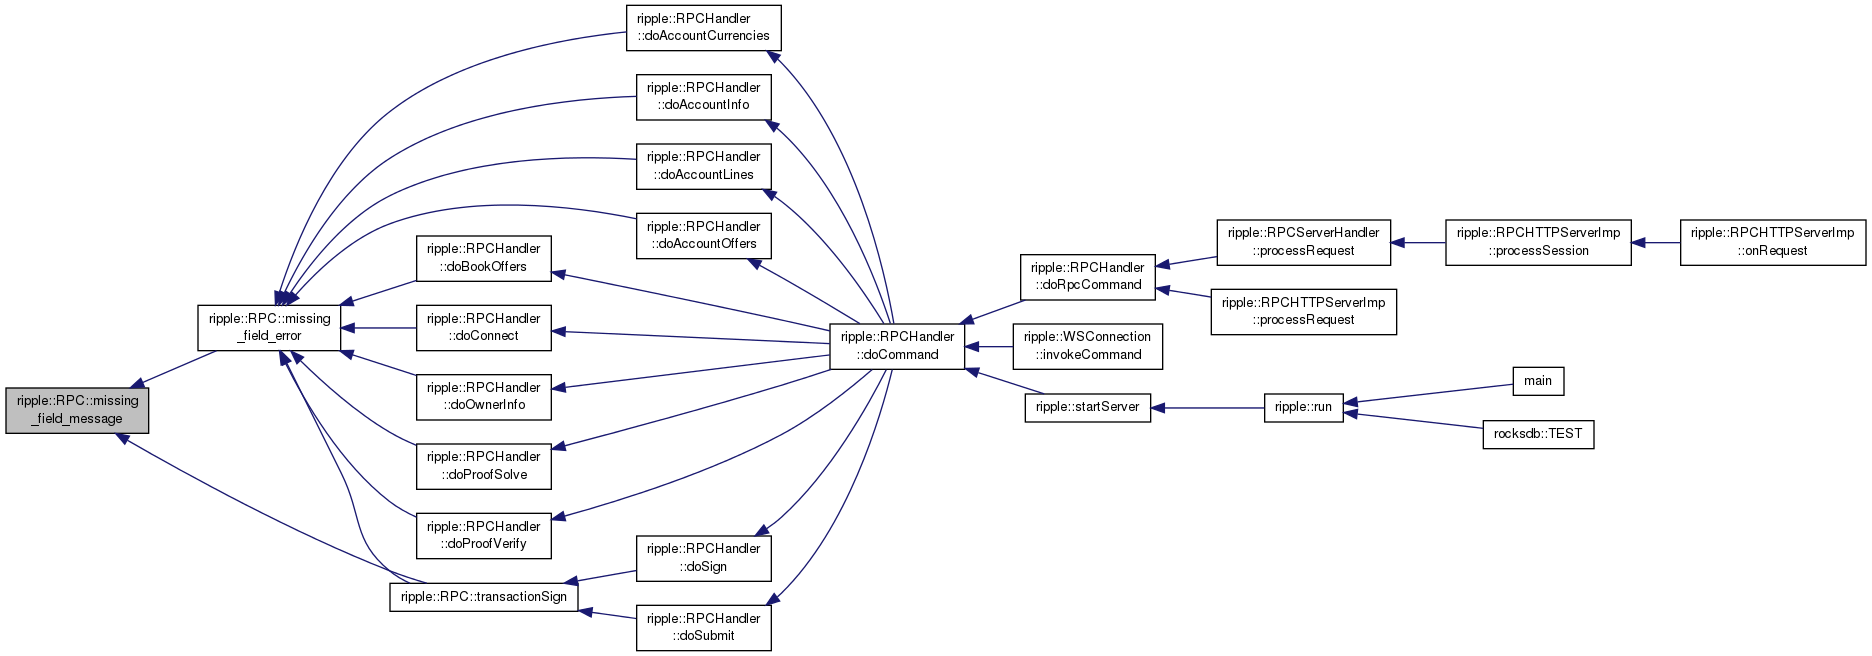 ripple::RPC::missing
_field_message
ripple::RPC::missing
_field_error
ripple::RPCHandler
::doAccountCurrencies
ripple::RPCHandler
::doAccountInfo
ripple::RPCHandler
::doAccountLines
ripple::RPCHandler
::doAccountOffers
ripple::RPCHandler
::doBookOffers
ripple::RPCHandler
::doConnect
ripple::RPCHandler
::doOwnerInfo
ripple::RPCHandler
::doProofSolve
ripple::RPCHandler
::doProofVerify
ripple::RPC::transactionSign
ripple::RPCHandler
::doSign
ripple::RPCHandler
::doSubmit
ripple::RPCHandler
::doCommand
ripple::RPCHandler
::doRpcCommand
ripple::WSConnection
::invokeCommand
ripple::startServer
ripple::RPCServerHandler
::processRequest
ripple::RPCHTTPServerImp
::processRequest
ripple::run
ripple::RPCHTTPServerImp
::processSession
ripple::RPCHTTPServerImp
::onRequest
main
rocksdb::TEST